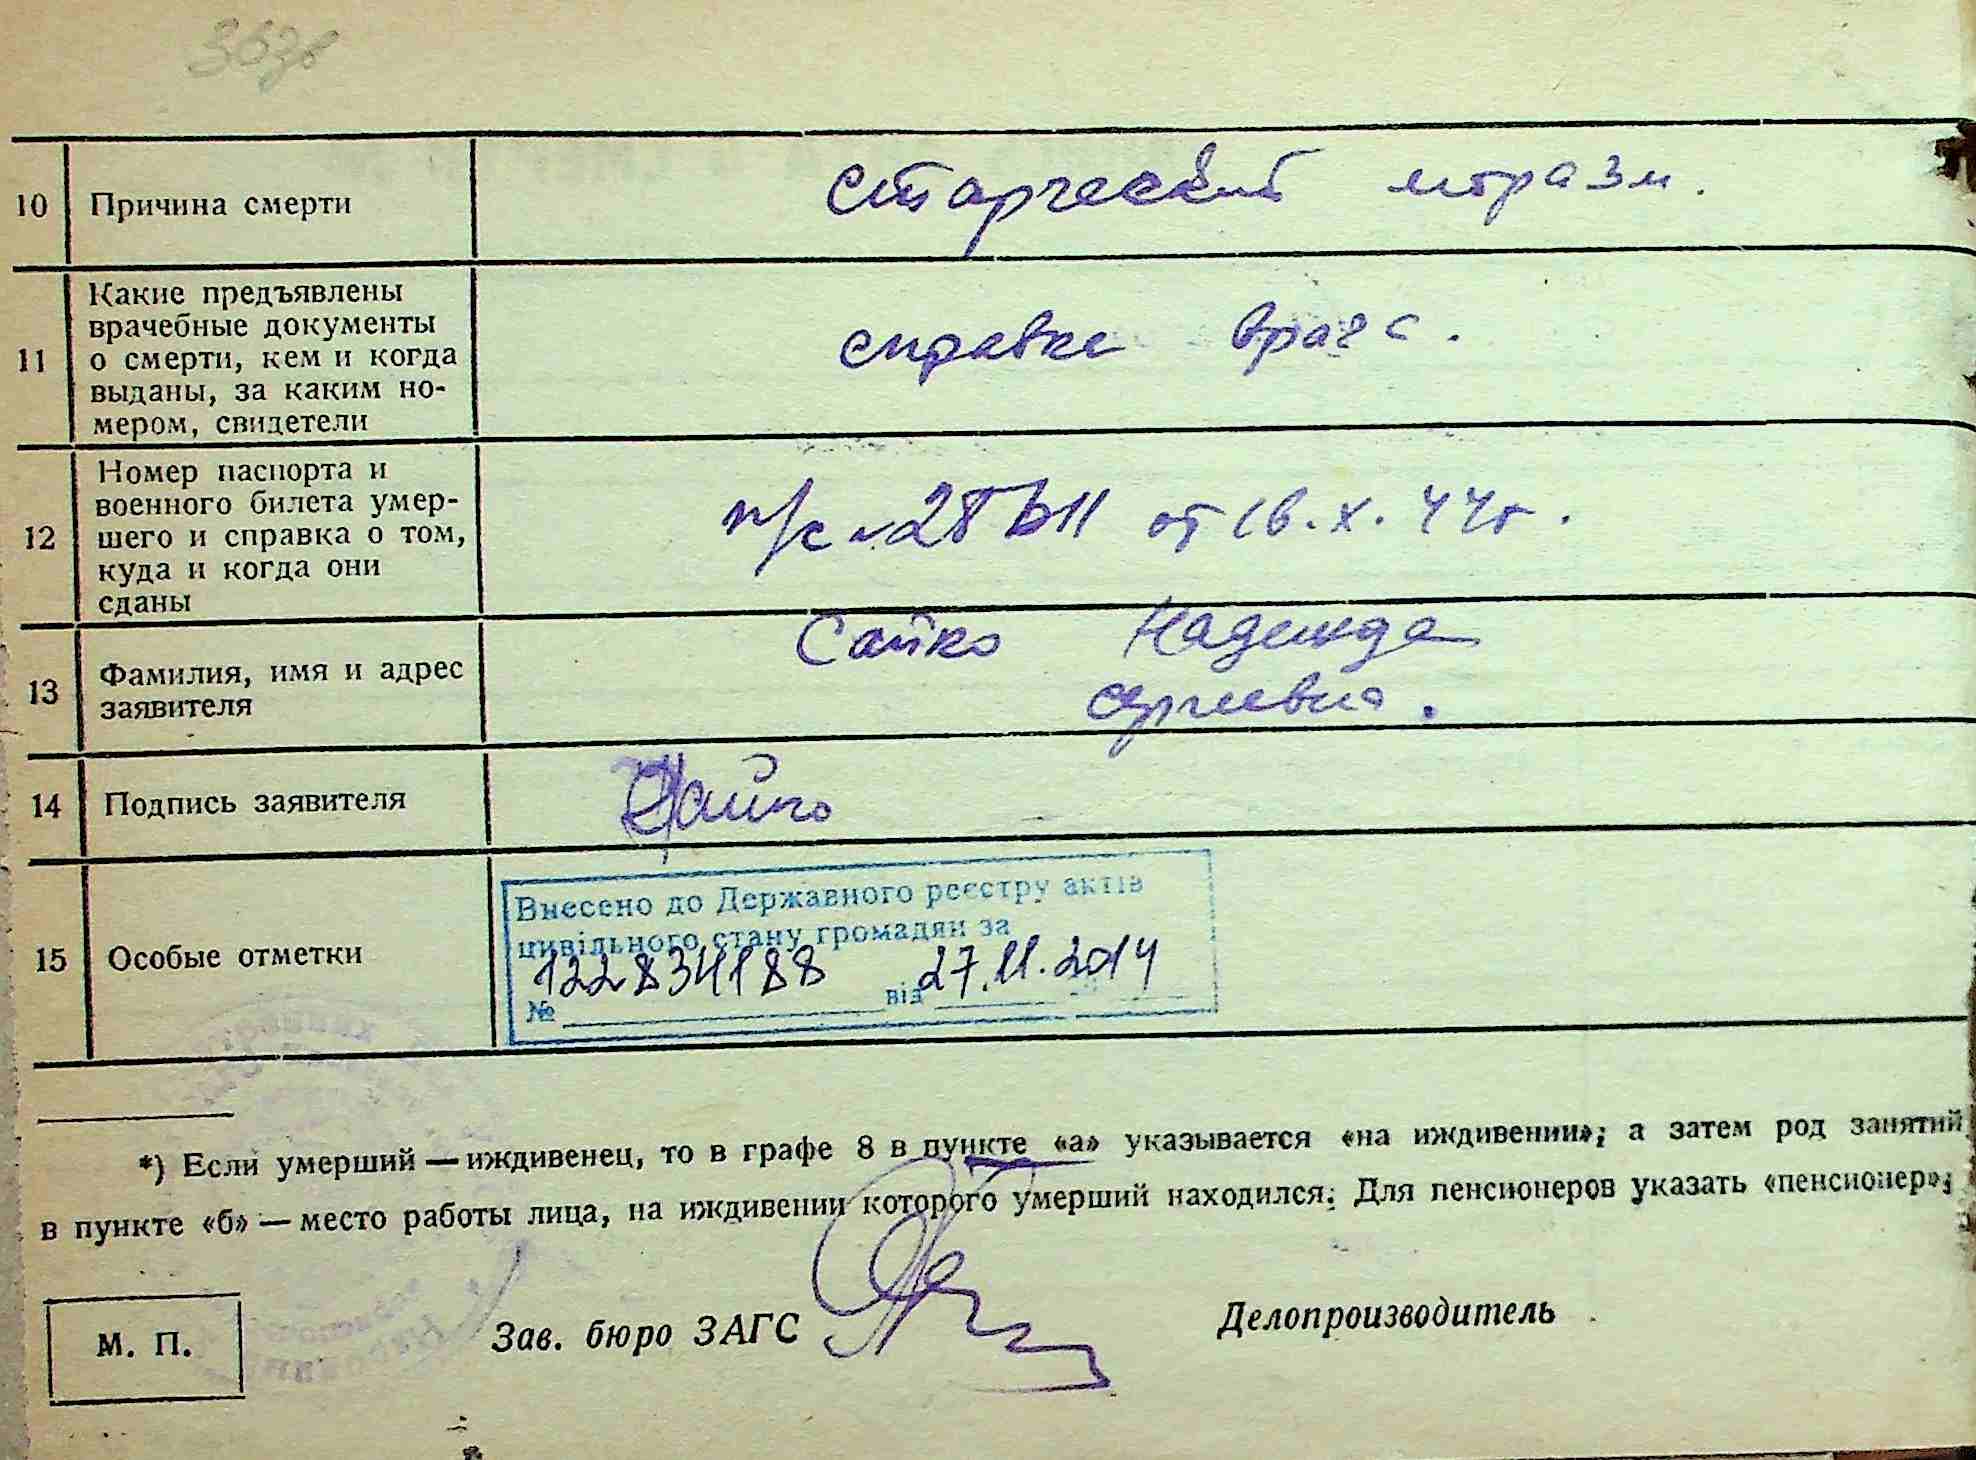 10 Причина смерти старческий моразм.
11 Какие предъявлены
врачебные документы
о смерти, кем и когда
выданы, за каким но-
мером, свидетели
справка врача.
12 Номер паспорта и
военного билета умер-
шего и справка о том,
куда и когда они
сданы
от 16.х.44г.
13 Фамилия, имя и адрес
заявителя
Сайко Надежда
Сергеевна.
14 Подпись заявителя Сайко
15 Особые отметки
Внесено до Державного реєстру актів
цивільного стану громадян за
№ 122834188 від 27.11.2014
*) Если умерший — иждивенец, то в графе 8 в пункте «а» указывается «на иждивении»; а затем род занятий
в пункте «б» — место работы лица, на иждивении которого умерший находился. Для пенсионеров указать «пенсионер»;
М. П. Зав. бюро ЗАГС Делопроизводитель